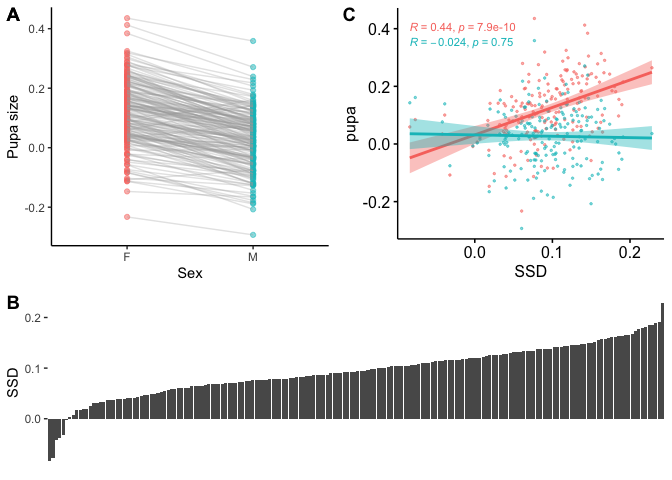 A
Pupa size
0.4
0.2
0.0
-0.2
F
M
Sex
C
R = 0.44, p = 7.9e-10
R = −0.024, p = 0.75
pupa
0.4
0.2
0.0
-0.2
0.0
0.1
0.2
SSD
B
SSD
0.2
0.1
0.0